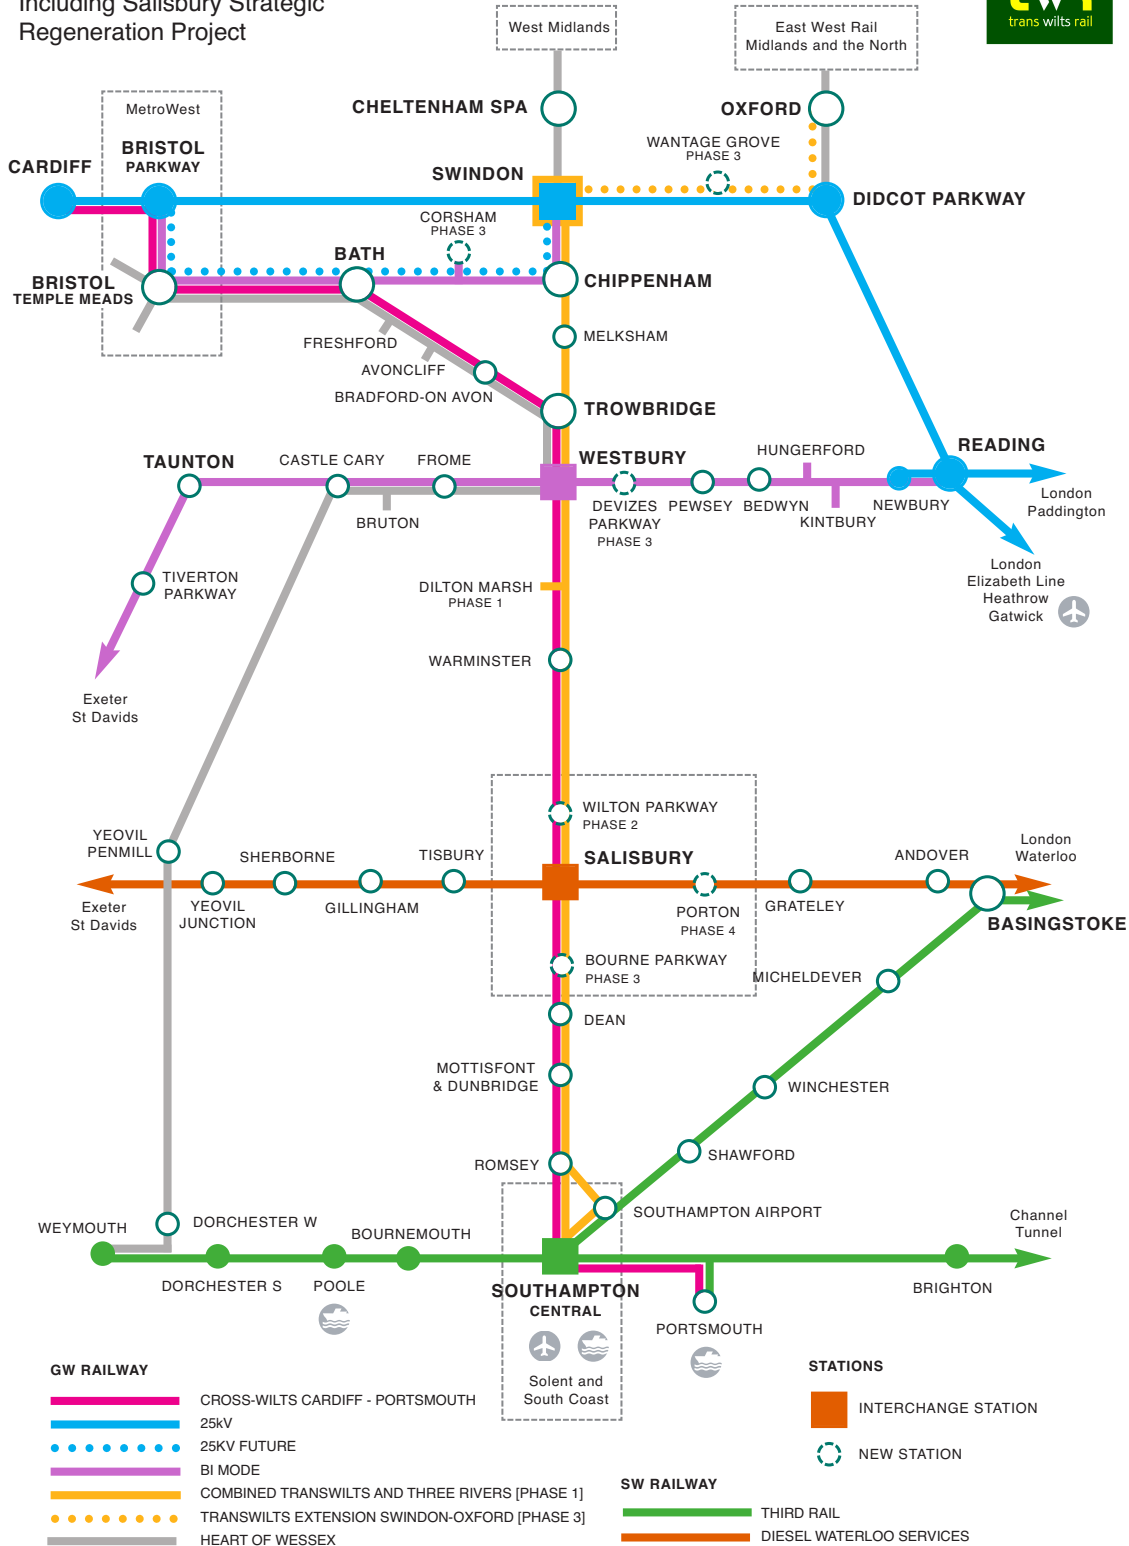 Including Salisbury Strategic
Regeneration Project
trans wilts rail
West Midlands
East West Rail
Midlands and the North
MetroWest
CHELTENHAM SPA
OXFORD
WANTAGE GROVE
PHASE 3
BRISTOL
PARKWAY
CARDIFF
SWINDON
DIDCOT PARKWAY
CORSHAM
PHASE 3
BATH
BRISTOL
TEMPLE MEADS
CHIPPENHAM
MELKSHAM
FRESHFORD
AVONCLIFF
BRADFORD-ON AVON
TROWBRIDGE
TAUNTON
CASTLE CARY
FROME
WESTBURY
HUNGERFORD
READING
BRUTON
DEVIZES
PARKWAY
PHASE 3
PEWSEY
BEDWYN
KINTBURY
NEWBURY
London
Paddington
London
Elizabeth Line
Heathrow
Gatwick
TIVERTON
PARKWAY
DILTON MARSH
PHASE 1
WARMINSTER
Exeter
St Davids
WILTON PARKWAY
PHASE 2
YEOVIL
PENMILL
SHERBORNE
TISBURY
SALISBURY
ANDOVER
London
Waterloo
Exeter
St Davids
YEOVIL
JUNCTION
GILLINGHAM
PORTON
PHASE 4
GRATELEY
BASINGSTOKE
BOURNE PARKWAY
PHASE 3
MICHELDEVER
DEAN
MOTTISFONT
& DUNBRIDGE
WINCHESTER
ROMSEY
SHAWFORD
SOUTHAMPTON AIRPORT
WEYMOUTH
DORCHESTER W
BOURNEMOUTH
Channel
Tunnel
DORCHESTER S
POOLE
SOUTHAMPTON
CENTRAL
BRIGHTON
PORTSMOUTH
Solent and
South Coast
GW RAILWAY
CROSS-WILTS CARDIFF - PORTSMOUTH
25kV
25KV FUTURE
BI MODE
COMBINED TRANSWILTS AND THREE RIVERS [PHASE 1]
TRANSWILTS EXTENSION SWINDON-OXFORD [PHASE 3]
HEART OF WESSEX
STATIONS
INTERCHANGE STATION
NEW STATION
SW RAILWAY
THIRD RAIL
DIESEL WATERLOO SERVICES